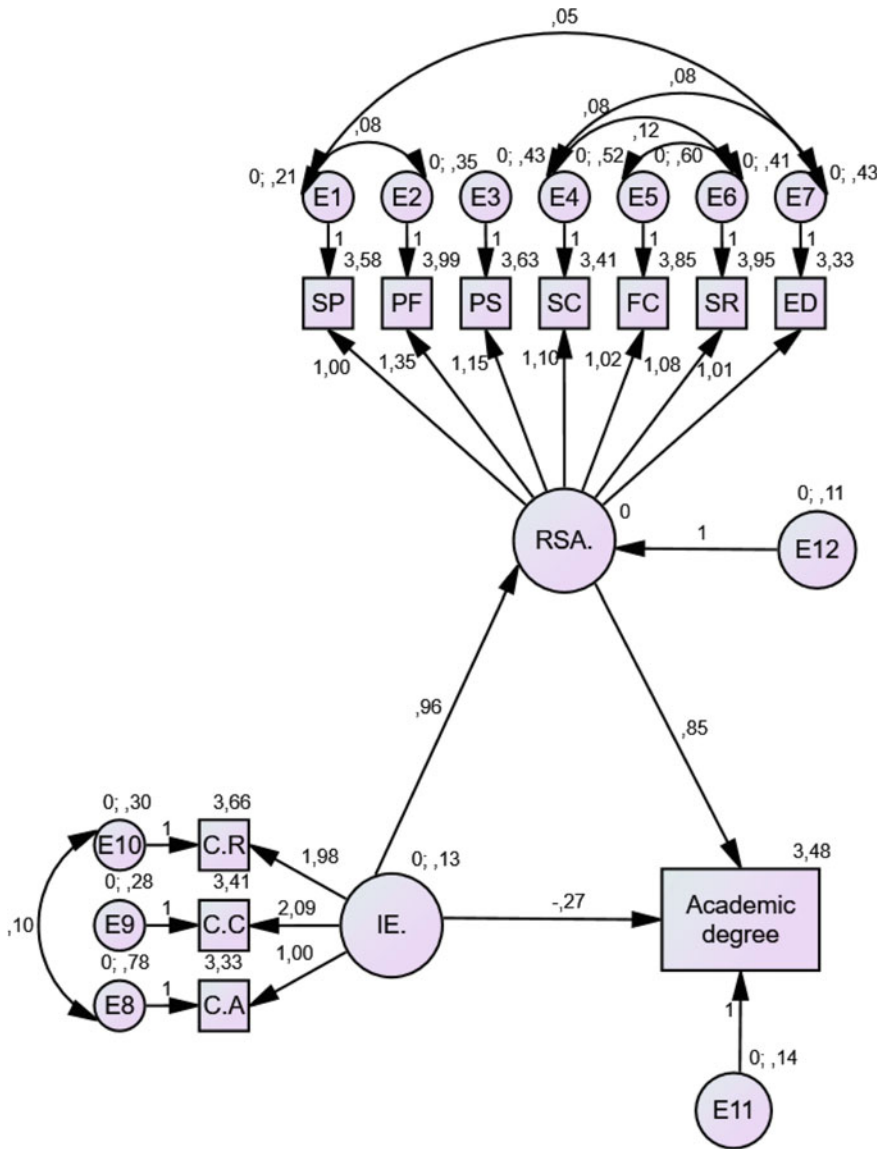 ,05
,08
,08
,08
,12
0; ,21
0; ,35
0; ,43
0; ,52
0; ,60
0; ,41
0; ,43
E1
E2
E3
E4
E5
E6
E7
1
1
1
1
1
1
1
3,58
3,99
3,63
3,41
3,85
3,95
3,33
SP
PF
PS
SC
FC
SR
ED
1,00
1,35
1,15
1,10
1,02
1,08
1,01
0
RSA.
1
0; ,11
E12
,96
,85
0; ,30
3,66
E10
1
C.R
1,98
0; ,28
3,41
0; ,13
3,48
,10
E9
1
C.C
2,09
IE.
-,27
Academic
degree
0; ,78
3,33
1,00
E8
1
C.A
1
0; ,14
E11